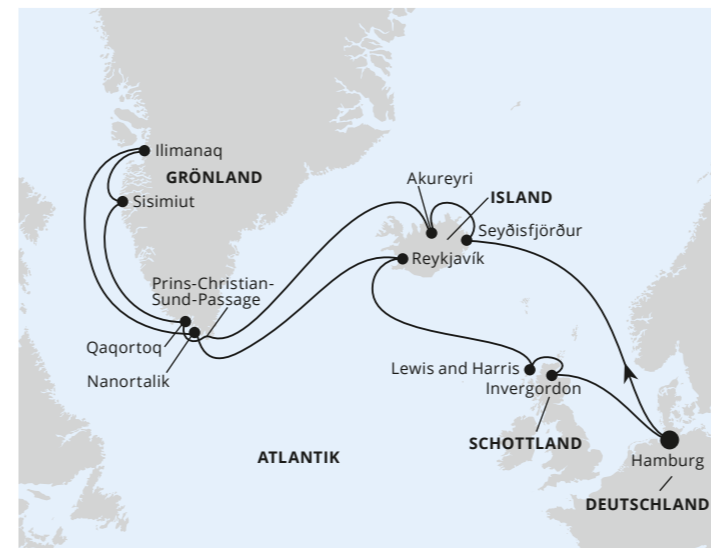 Ilimanaq
GRÖNLAND
Sisimiut
Akureyri
ISLAND
Seyðisfjörður
Reykjavík
Prins-Christian-
Sund-Passage
Qaqortoq
Nanortalik
Lewis and Harris
Invergordon
SCHOTTLAND
ATLANTIK
Hamburg
DEUTSCHLAND